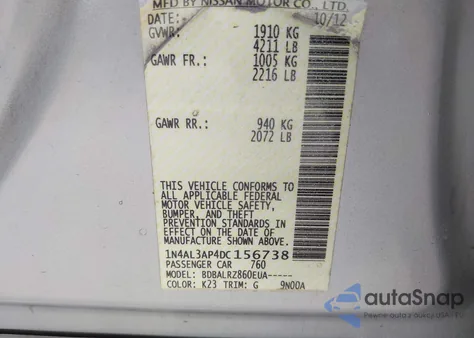 MFD BY NISSAN MOTOR CO., LTD.
DATE: 10/12
GVWR: 1910 KG
4211 LB
GAWR FR.: 1005 KG
2216 LB
GAWR RR.: 940 KG
2072 LB
THIS VEHICLE CONFORMS TO
ALL APPLICABLE FEDERAL
MOTOR VEHICLE SAFETY,
BUMPER, AND THEFT
PREVENTION STANDARDS IN
EFFECT ON THE DATE OF
MANUFACTURE SHOWN ABOVE.
1N4AL3AP4DC156738
PASSENGER CAR 760
MODEL: BDBALRZ860EUA-----
COLOR: K23 TRIM: G 9N00A
autoSnap